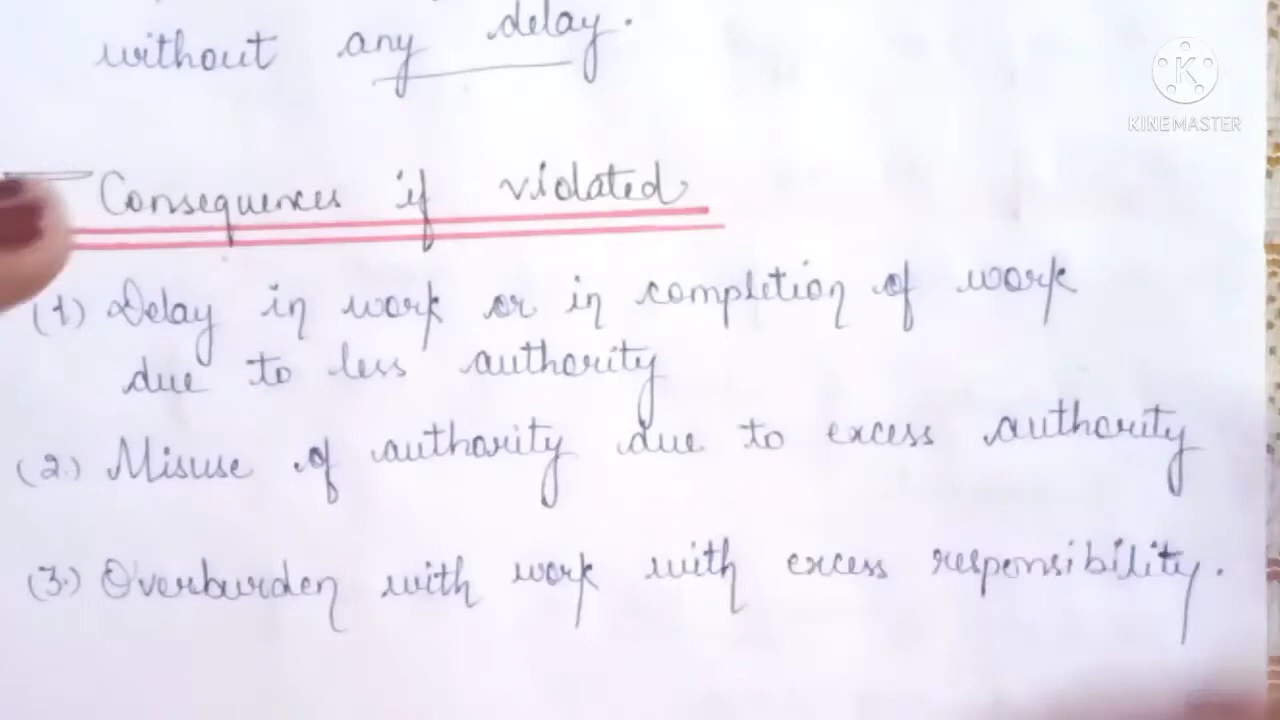 without any delay.
K
KINEMASTER
Consequences if violated
(1) Delay in work or in completion of work
due to less authority
(2.) Misuse of authority due to excess authority
(3.) Overburden with work with excess responsibility.